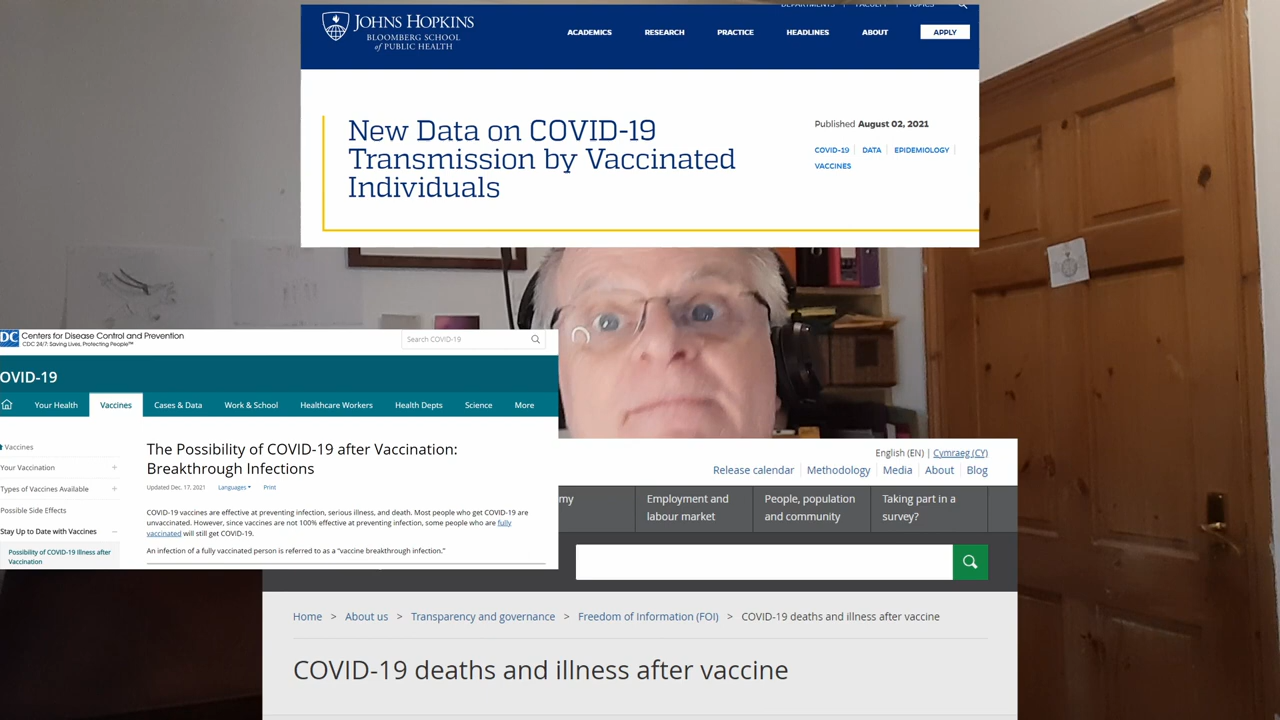 DEPARTMENTS FACULTY TOPICS
JOHNS HOPKINS
BLOOMBERG SCHOOL
of PUBLIC HEALTH
ACADEMICS RESEARCH PRACTICE HEADLINES ABOUT APPLY
New Data on COVID-19
Transmission by Vaccinated
Individuals
Published August 02, 2021
COVID-19 DATA EPIDEMIOLOGY
VACCINES
DC Centers for Disease Control and Prevention
CDC 24/7: Saving Lives, Protecting People™
Search COVID-19
OVID-19
Your Health Vaccines Cases & Data Work & School Healthcare Workers Health Depts Science More
Vaccines
Your Vaccination
Types of Vaccines Available
Possible Side Effects
Stay Up to Date with Vaccines
Possibility of COVID-19 Illness after
Vaccination
The Possibility of COVID-19 after Vaccination:
Breakthrough Infections
Updated Dec. 17, 2021 Languages Print
COVID-19 vaccines are effective at preventing infection, serious illness, and death. Most people who get COVID-19 are
unvaccinated. However, since vaccines are not 100% effective at preventing infection, some people who are fully
vaccinated will still get COVID-19.
An infection of a fully vaccinated person is referred to as a “vaccine breakthrough infection.”
English (EN) | Cymraeg (CY)
Release calendar Methodology Media About Blog
my
Employment and
labour market
People, population
and community
Taking part in a
survey?
Home > About us > Transparency and governance > Freedom of Information (FOI) > COVID-19 deaths and illness after vaccine
COVID-19 deaths and illness after vaccine